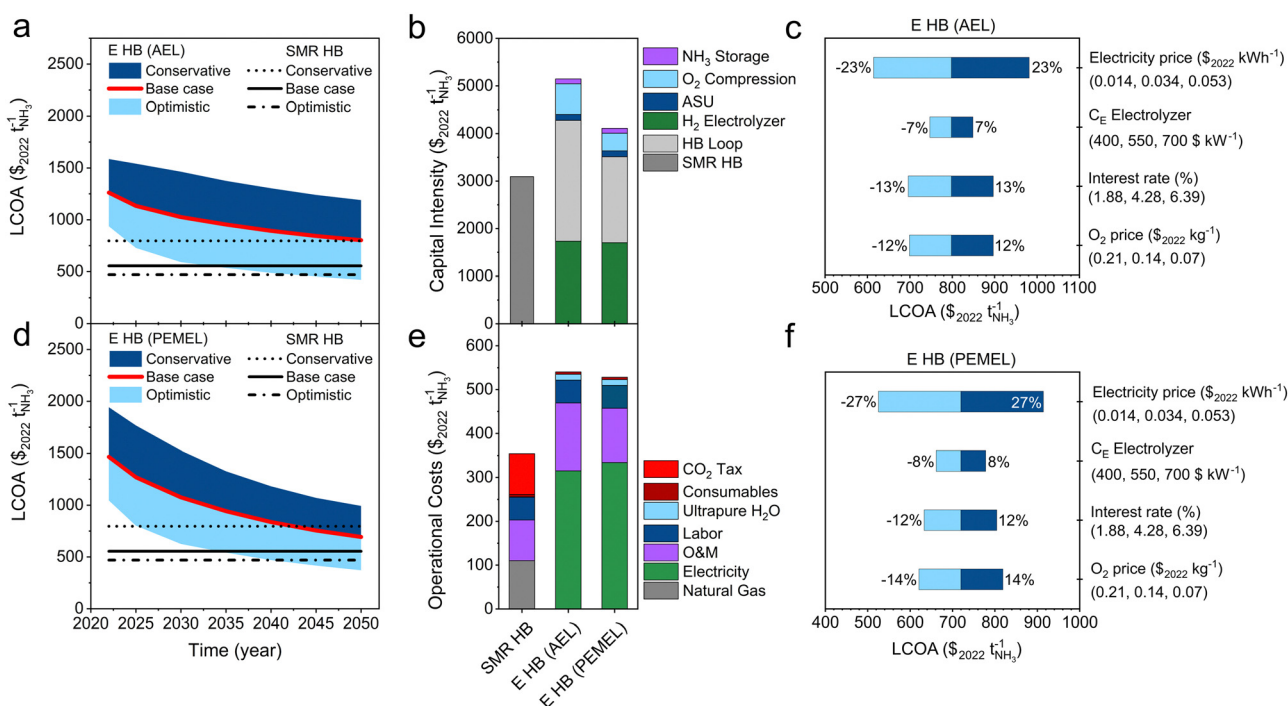 a
E HB (AEL)
SMR HB
Conservative
Base case
Optimistic
Conservative
Base case
Optimistic
2500
2000
1500
1000
500
0
LCOA ($2022 t-1NH3)
b
6000
5000
4000
3000
2000
1000
0
Capital Intensity ($2022 t-1NH3)
NH3 Storage
O2 Compression
ASU
H2 Electrolyzer
HB Loop
SMR HB
c
E HB (AEL)
-23%
23%
Electricity price ($2022 kWh-1)
(0.014, 0.034, 0.053)
-7%
7%
CE Electrolyzer
(400, 550, 700 $ kW-1)
-13%
13%
Interest rate (%)
(1.88, 4.28, 6.39)
-12%
12%
O2 price ($2022 kg-1)
(0.21, 0.14, 0.07)
500 600 700 800 900 1000 1100
LCOA ($2022 t-1NH3)
d
E HB (PEMEL)
SMR HB
Conservative
Base case
Optimistic
Conservative
Base case
Optimistic
2500
2000
1500
1000
500
0
LCOA ($2022 t-1NH3)
2020 2025 2030 2035 2040 2045 2050
Time (year)
e
500
400
300
200
100
0
Operational Costs ($2022 t-1NH3)
CO2 Tax
Consumables
Ultrapure H2O
Labor
O&M
Electricity
Natural Gas
SMR HB
E HB (AEL)
E HB (PEMEL)
f
E HB (PEMEL)
-27%
27%
Electricity price ($2022 kWh-1)
(0.014, 0.034, 0.053)
-8%
8%
CE Electrolyzer
(400, 550, 700 $ kW-1)
-12%
12%
Interest rate (%)
(1.88, 4.28, 6.39)
-14%
14%
O2 price ($2022 kg-1)
(0.21, 0.14, 0.07)
400 500 600 700 800 900 1000
LCOA ($2022 t-1NH3)